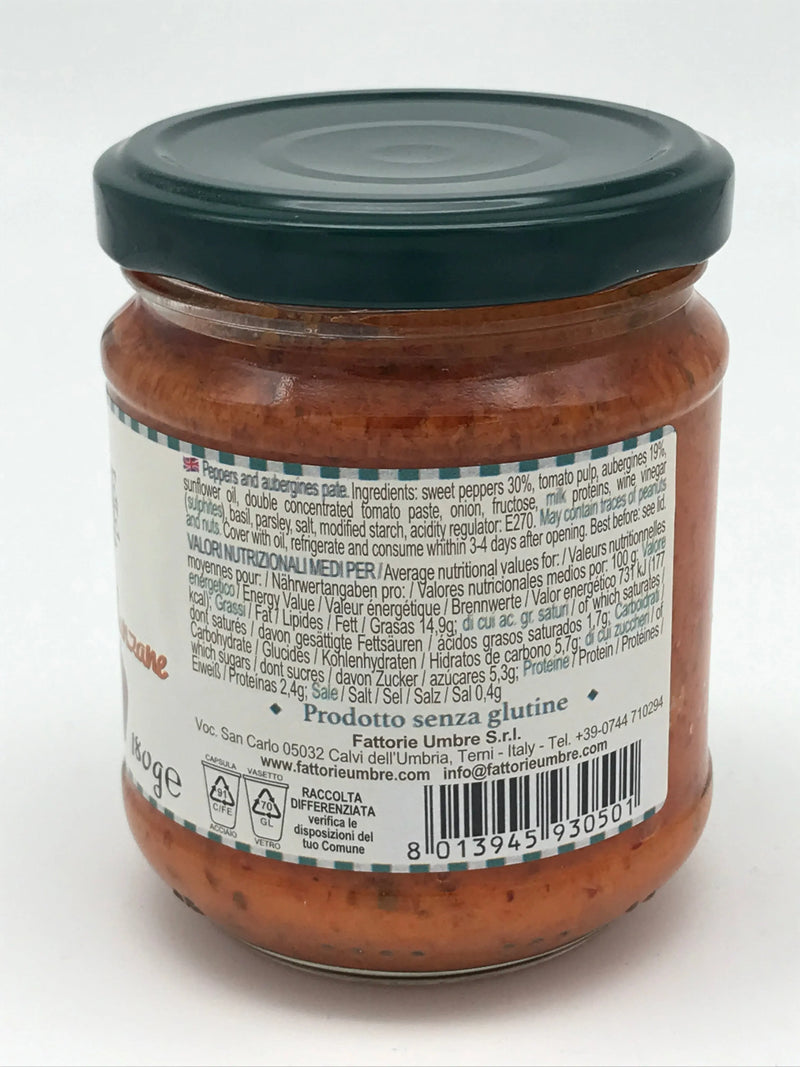 Peppers and aubergines pate. Ingredients: sweet peppers 30%, tomato pulp, aubergines 19%,
sunflower oil, double concentrated tomato paste, onion, fructose, milk proteins, wine vinegar
(sulphites), basil, parsley, salt, modified starch, acidity regulator: E270. May contain traces of peanuts
and nuts. Cover with oil, refrigerate and consume whithin 3-4 days after opening. Best before: see lid.
VALORI NUTRIZIONALI MEDI PER / Average nutritional values for: / Valeurs nutritionnelles
moyennes pour: / Nährwertangaben pro: / Valores nutricionales medios por: 100 g: Valore
energetico / Energy Value / Valeur énergétique / Brennwerte / Valor energético 731 kJ (177
kcal); Grassi / Fat / Lipides / Fett / Grasas 14,9g; di cui ac. gr. saturi / of which saturales /
dont saturés / davon gesättigte Fettsäuren / ácidos grasos saturados 1,7g; Carboidrati /
Carbohydrate / Glucides / Kohlenhydraten / Hidratos de carbono 5,7g; di cui zuccheri / of
which sugars / dont sucres / davon Zucker / azúcares 5,3g; Proteine / Protein / Protéines /
Eiweiß / Proteinas 2,4g; Sale / Salt / Sel / Salz / Sal 0,4g
Prodotto senza glutine
Fattorie Umbre S.r.l.
Voc. San Carlo 05032 Calvi dell'Umbria, Terni - Italy - Tel. +39-0744 710294
www.fattorieumbre.com info@fattorieumbre.com
180g e
CAPSULA
91
C/FE
ACCIAIO
VASETTO
70
GL
VETRO
RACCOLTA
DIFFERENZIATA
verifica le
disposizioni del
tuo Comune
8 013945 930501